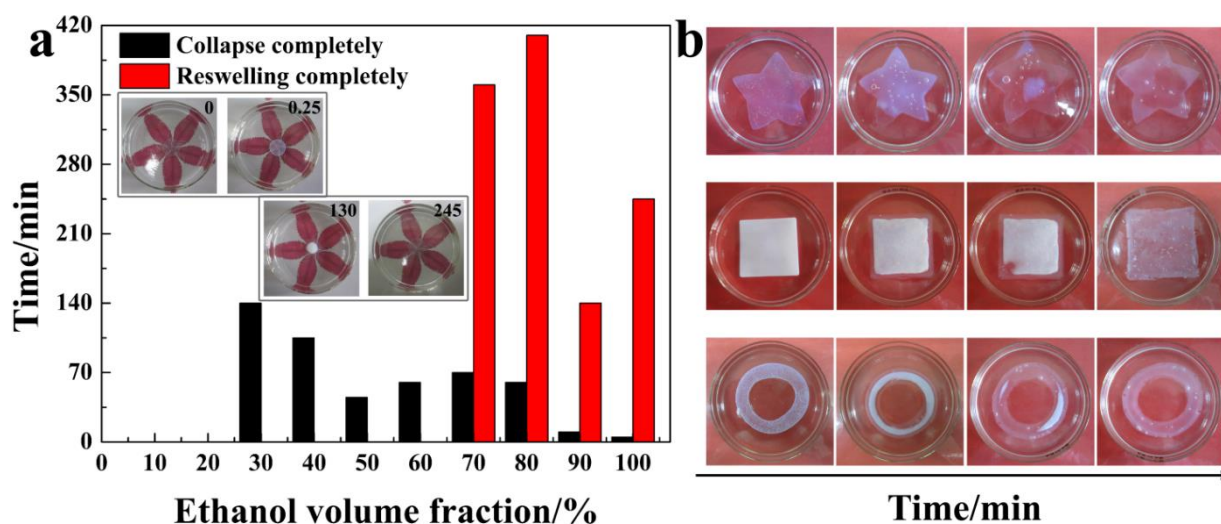 a
Collapse completely
Reswelling completely
Time/min
420
350
280
210
140
70
0
0 10 20 30 40 50 60 70 80 90 100
Ethanol volume fraction/%
0
0.25
130
245
b
Time/min